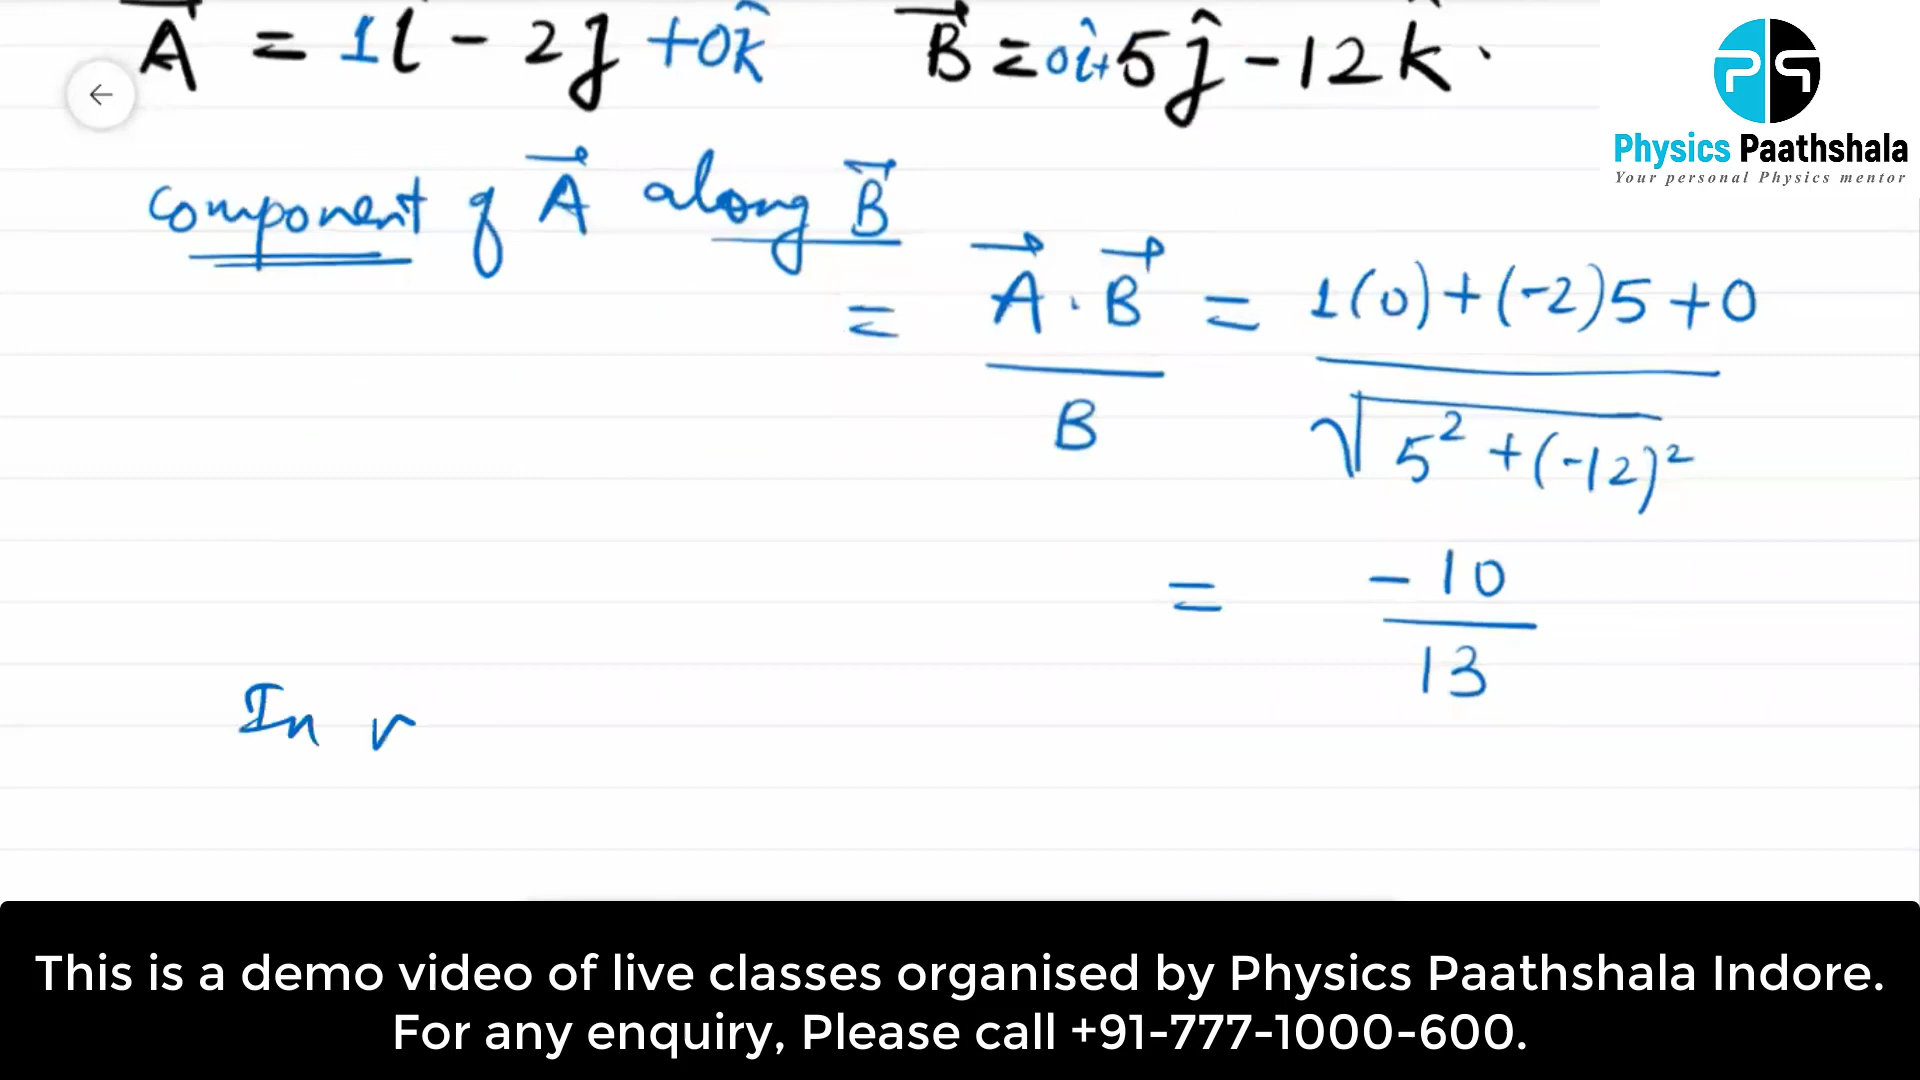 A = 1i - 2ĵ + 0k̂ B = 0î + 5ĵ - 12k̂.
Physics Paathshala
Your personal Physics mentor
component of A along B
= A . B / B = 1(0) + (-2)5 + 0 / √5² + (-12)²
= -10 / 13
In r
This is a demo video of live classes organised by Physics Paathshala Indore.
For any enquiry, Please call +91-777-1000-600.